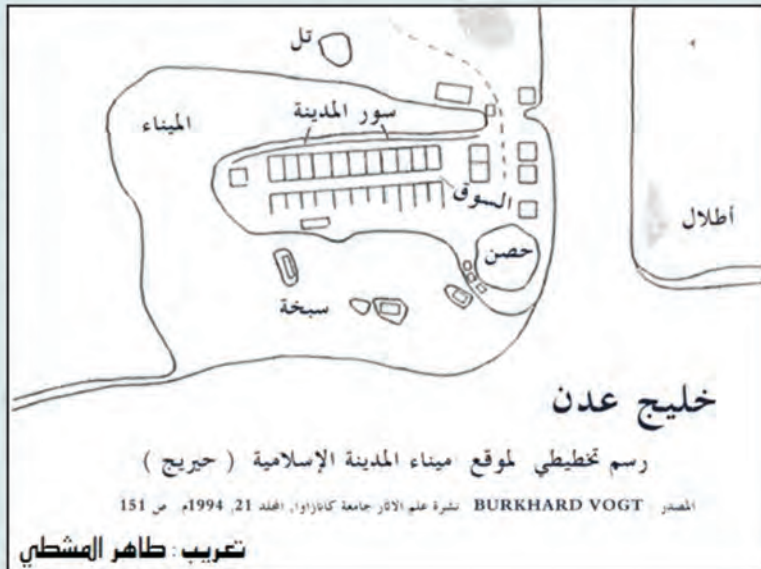 تل
سور المدينة
الميناء
السوق
أطلال
حصن
سبخة
خليج عدن
رسم تخطيطي لموقع ميناء المدينة الإسلامية ( حيريج )
المصدر : BURKHARD VOGT نشرة علم الاثار جامعة كانازاوا، المجلد 21, 1994م ص 151
تعريب : طاهر المشطي